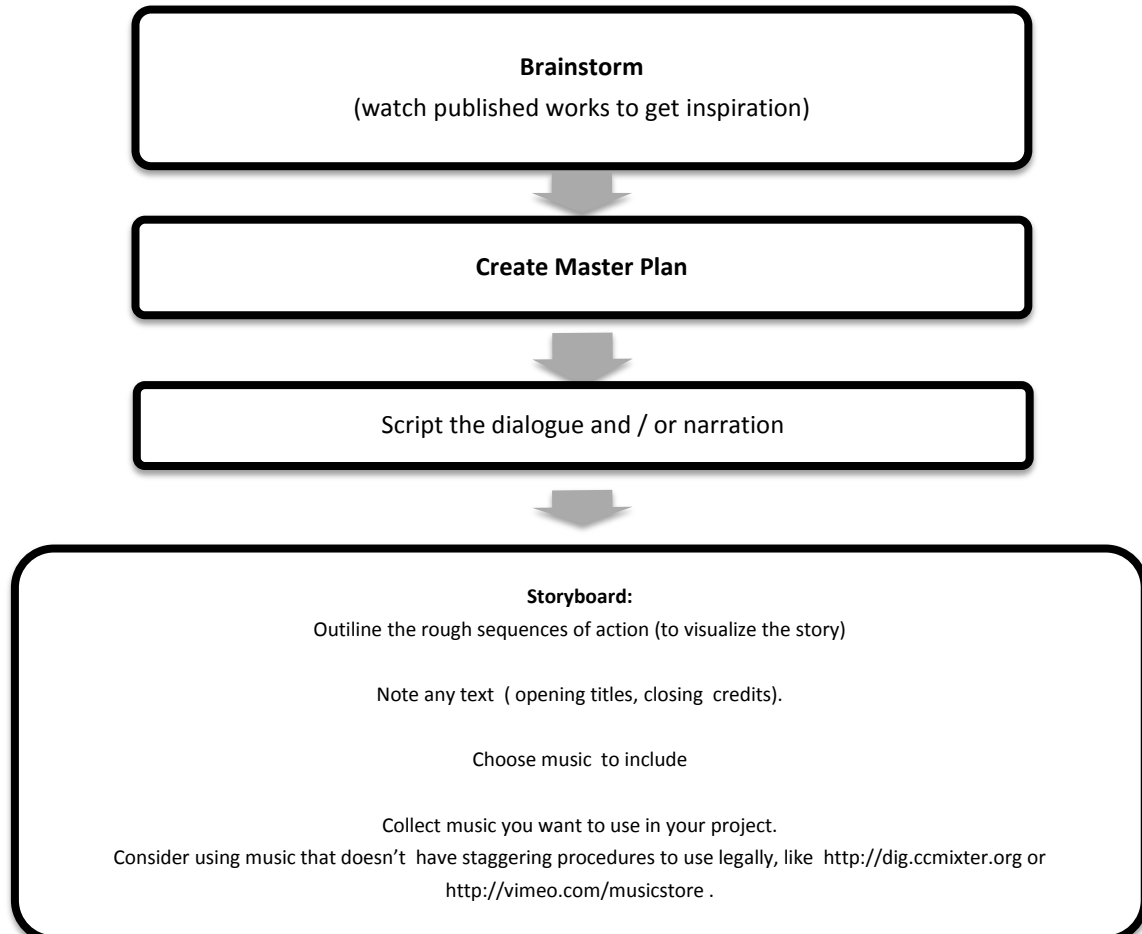 Brainstorm
(watch published works to get inspiration)
Create Master Plan
Script the dialogue and / or narration
Storyboard:
Outiline the rough sequences of action (to visualize the story)
Note any text ( opening titles, closing credits).
Choose music to include
Collect music you want to use in your project.
Consider using music that doesn't have staggering procedures to use legally, like http://dig.ccmixter.org or
http://vimeo.com/musicstore .